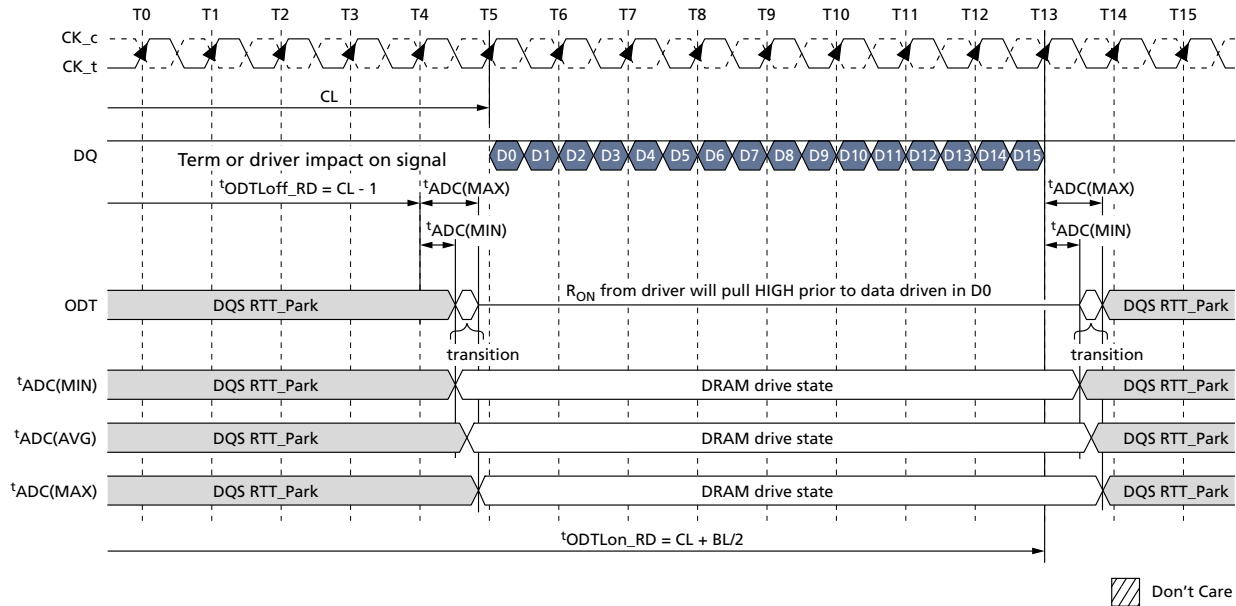 T0 T1 T2 T3 T4 T5 T6 T7 T8 T9 T10 T11 T12 T13 T14 T15
CK_c
CK_t
CL
DQ
D0 D1 D2 D3 D4 D5 D6 D7 D8 D9 D10 D11 D12 D13 D14 D15
Term or driver impact on signal
tODTLoff_RD = CL - 1
tADC(MAX)
tADC(MAX)
tADC(MIN)
tADC(MIN)
RON from driver will pull HIGH prior to data driven in D0
ODT
DQS RTT_Park
DQS RTT_Park
transition
transition
tADC(MIN)
DQS RTT_Park
DRAM drive state
DQS RTT_Park
tADC(AVG)
DQS RTT_Park
DRAM drive state
DQS RTT_Park
tADC(MAX)
DQS RTT_Park
DRAM drive state
DQS RTT_Park
tODTLon_RD = CL + BL/2
Don't Care